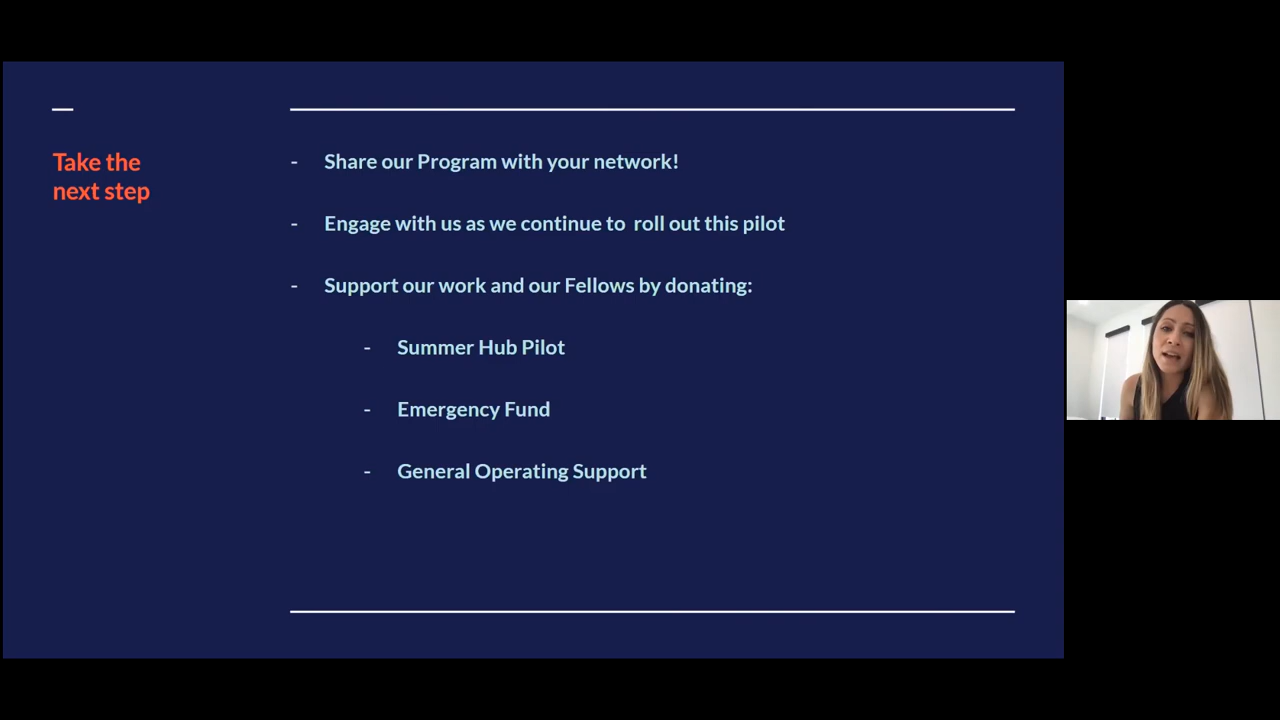 Take the
next step
- Share our Program with your network!
- Engage with us as we continue to  roll out this pilot
- Support our work and our Fellows by donating:
- Summer Hub Pilot
- Emergency Fund
- General Operating Support